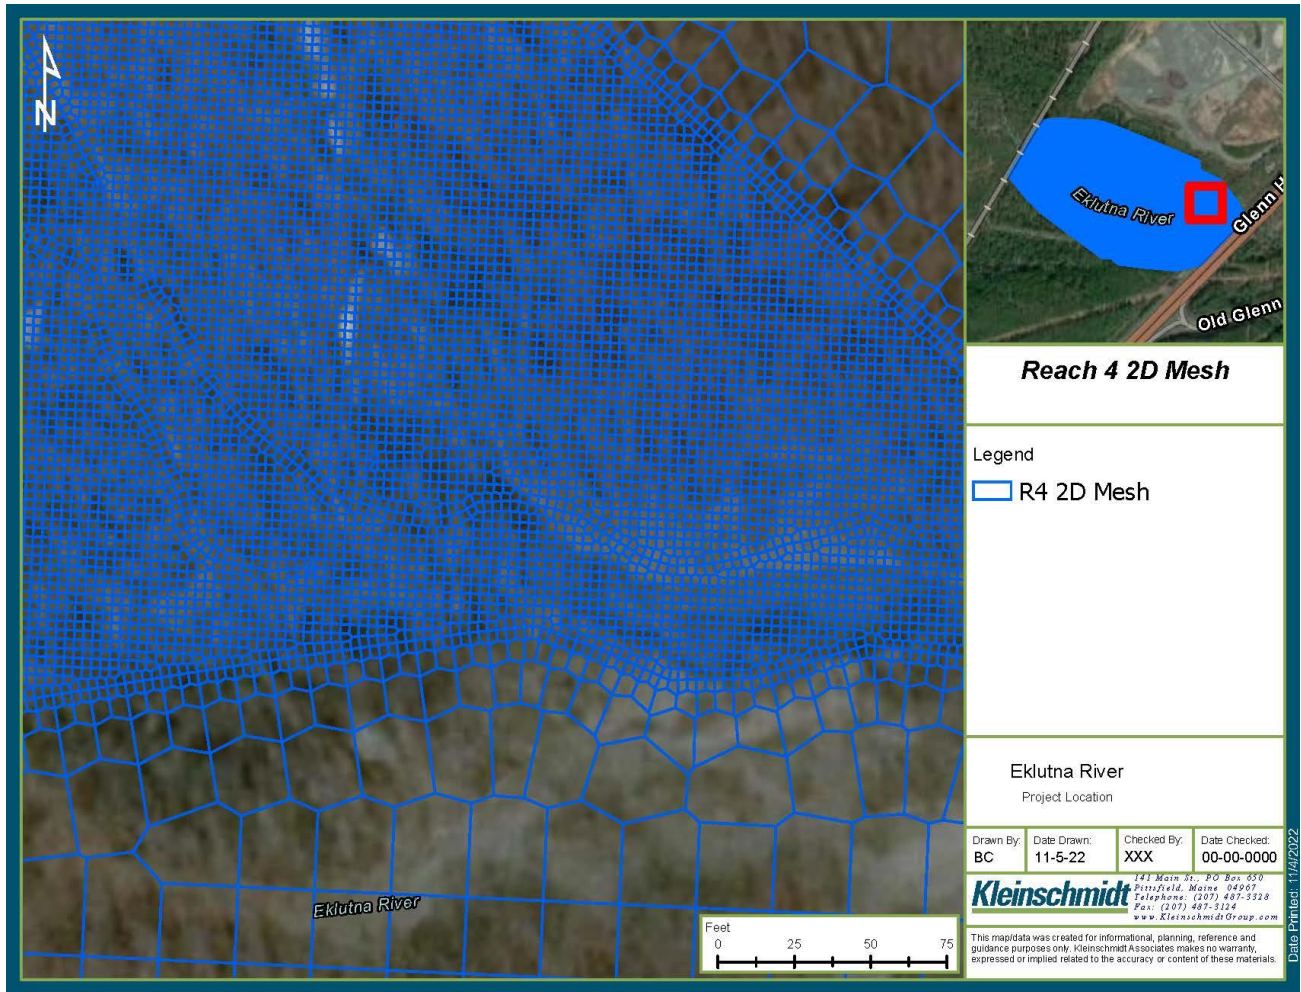 N
Eklutna River
Feet
0 25 50 75
Eklutna River
Glenn H
Old Glenn
Reach 4 2D Mesh
Legend
R4 2D Mesh
Eklutna River
Project Location
Drawn By: Date Drawn: Checked By: Date Checked:
BC 11-5-22 XXX 00-00-0000
Kleinschmidt
141 Main St., PO Box 650
Pittsfield, Maine 04967
Telephone: (207) 487-3328
Fax: (207) 487-3124
www.KleinschmidtGroup.com
This map/data was created for informational, planning, reference and
guidance purposes only. Kleinschmidt Associates makes no warranty,
expressed or implied related to the accuracy or content of these materials.
Date Printed: 11/4/2022